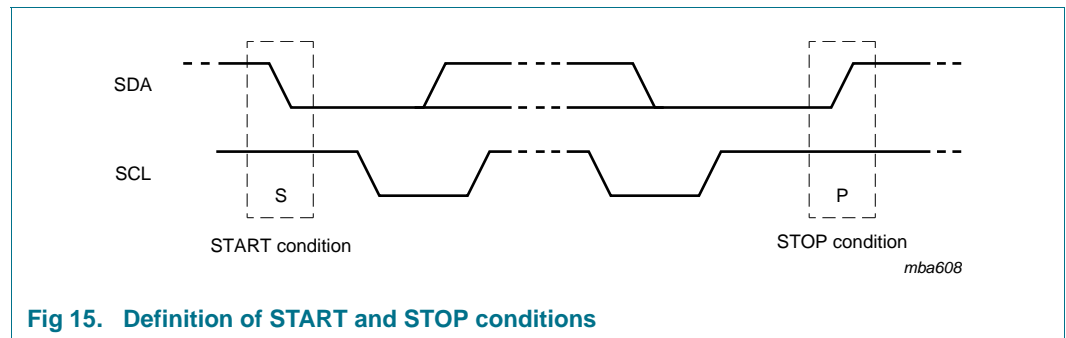 SDA
SCL
S
P
START condition
STOP condition
mba608
Fig 15. Definition of START and STOP conditions